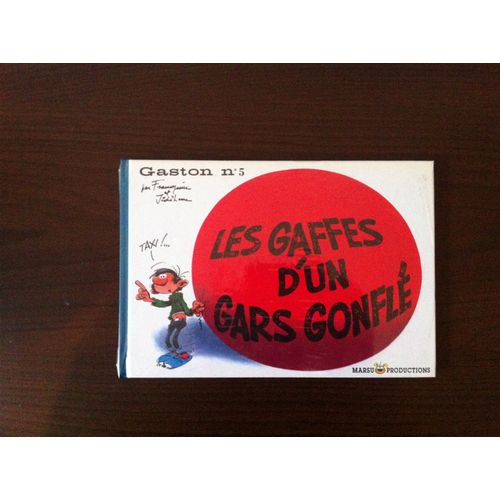 Gaston n°5
par Franquin
et
Jidéhem
TAXI!...
LES GAFFES
D'UN
GARS GONFLÉ
MARSU PRODUCTIONS